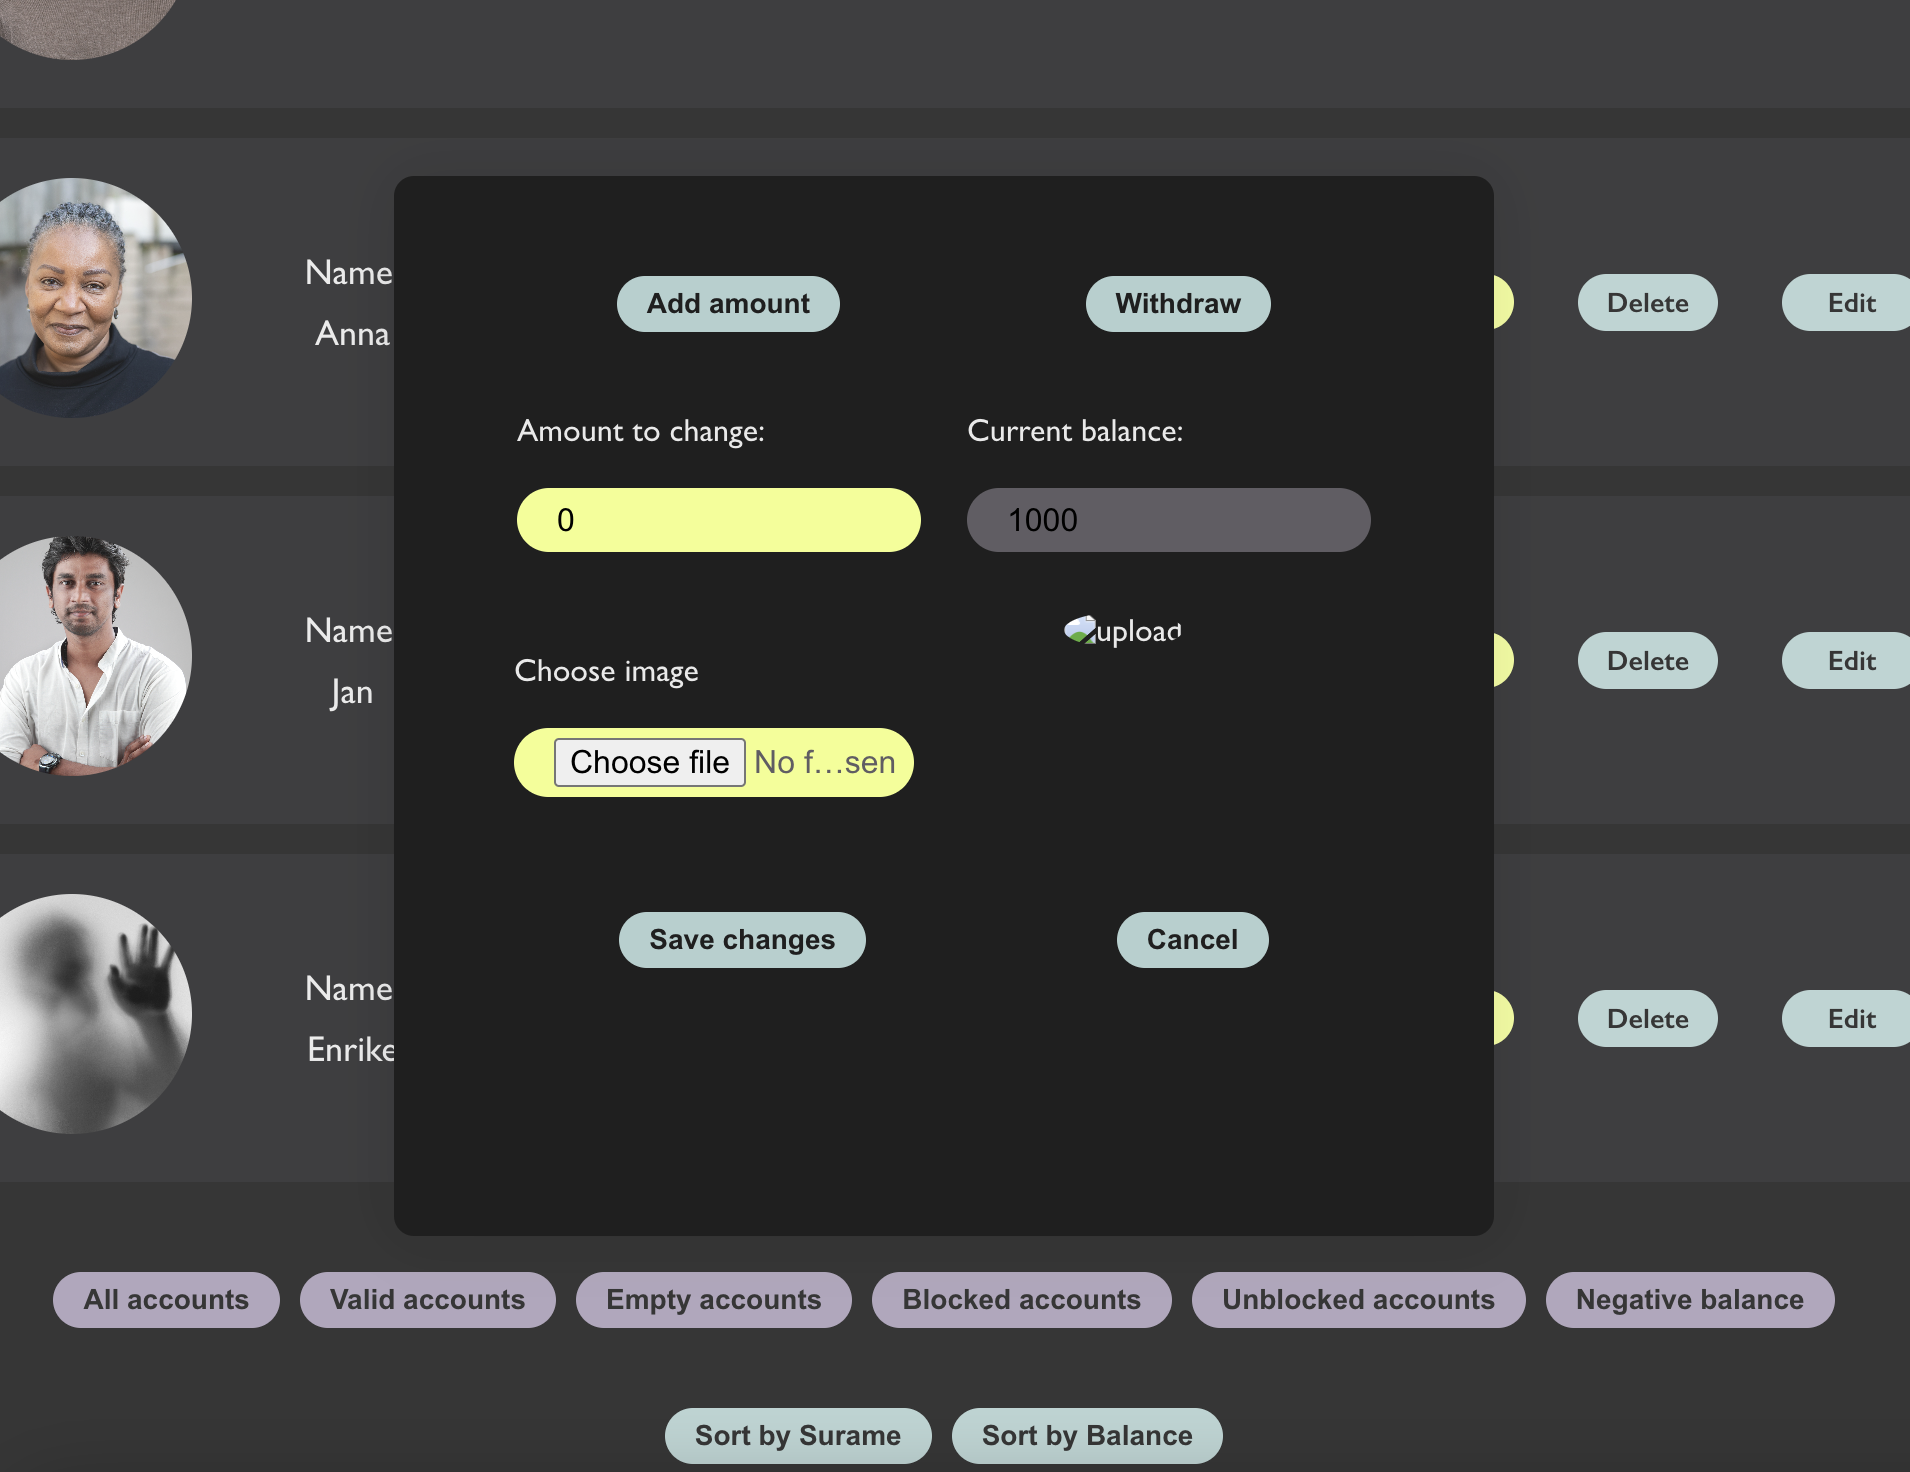 Name
Anna
Delete
Edit
Add amount
Withdraw
Amount to change:
Current balance:
0
1000
upload
Choose image
Choose file No f…sen
Name
Jan
Delete
Edit
Save changes
Cancel
Name
Enrike
Delete
Edit
All accounts
Valid accounts
Empty accounts
Blocked accounts
Unblocked accounts
Negative balance
Sort by Surame
Sort by Balance